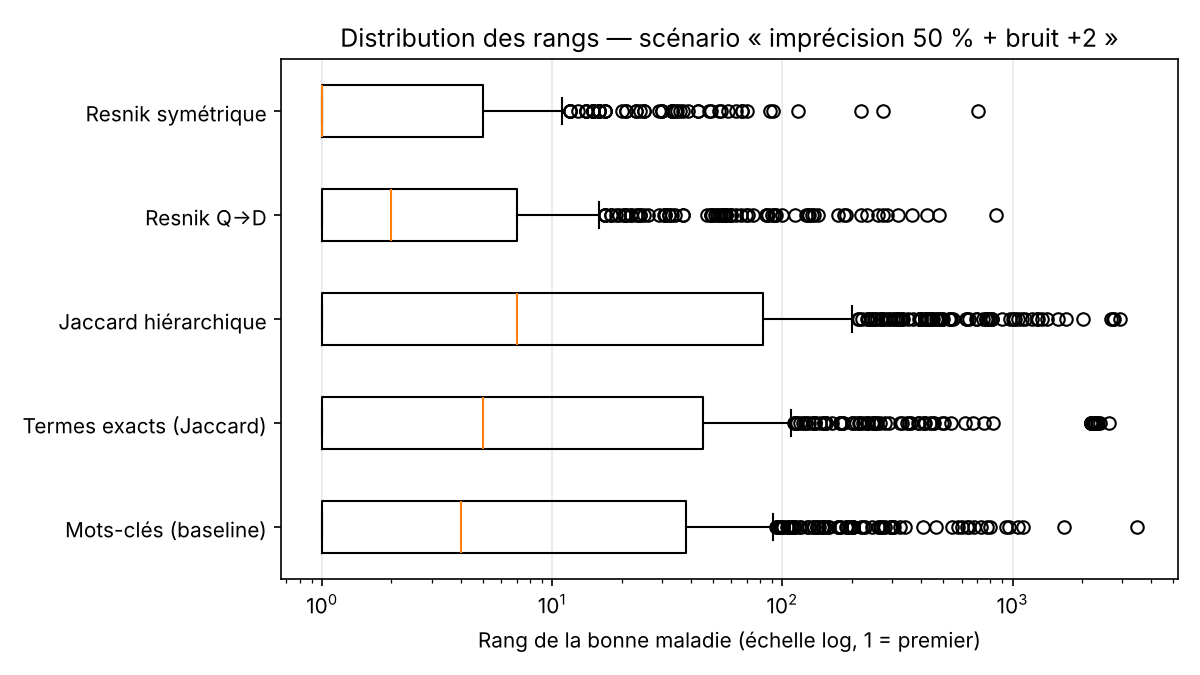 Distribution des rangs — scénario « imprécision 50 % + bruit +2 »
Resnik symétrique
Resnik Q→D
Jaccard hiérarchique
Termes exacts (Jaccard)
Mots-clés (baseline)
10⁰ 10¹ 10² 10³
Rang de la bonne maladie (échelle log, 1 = premier)